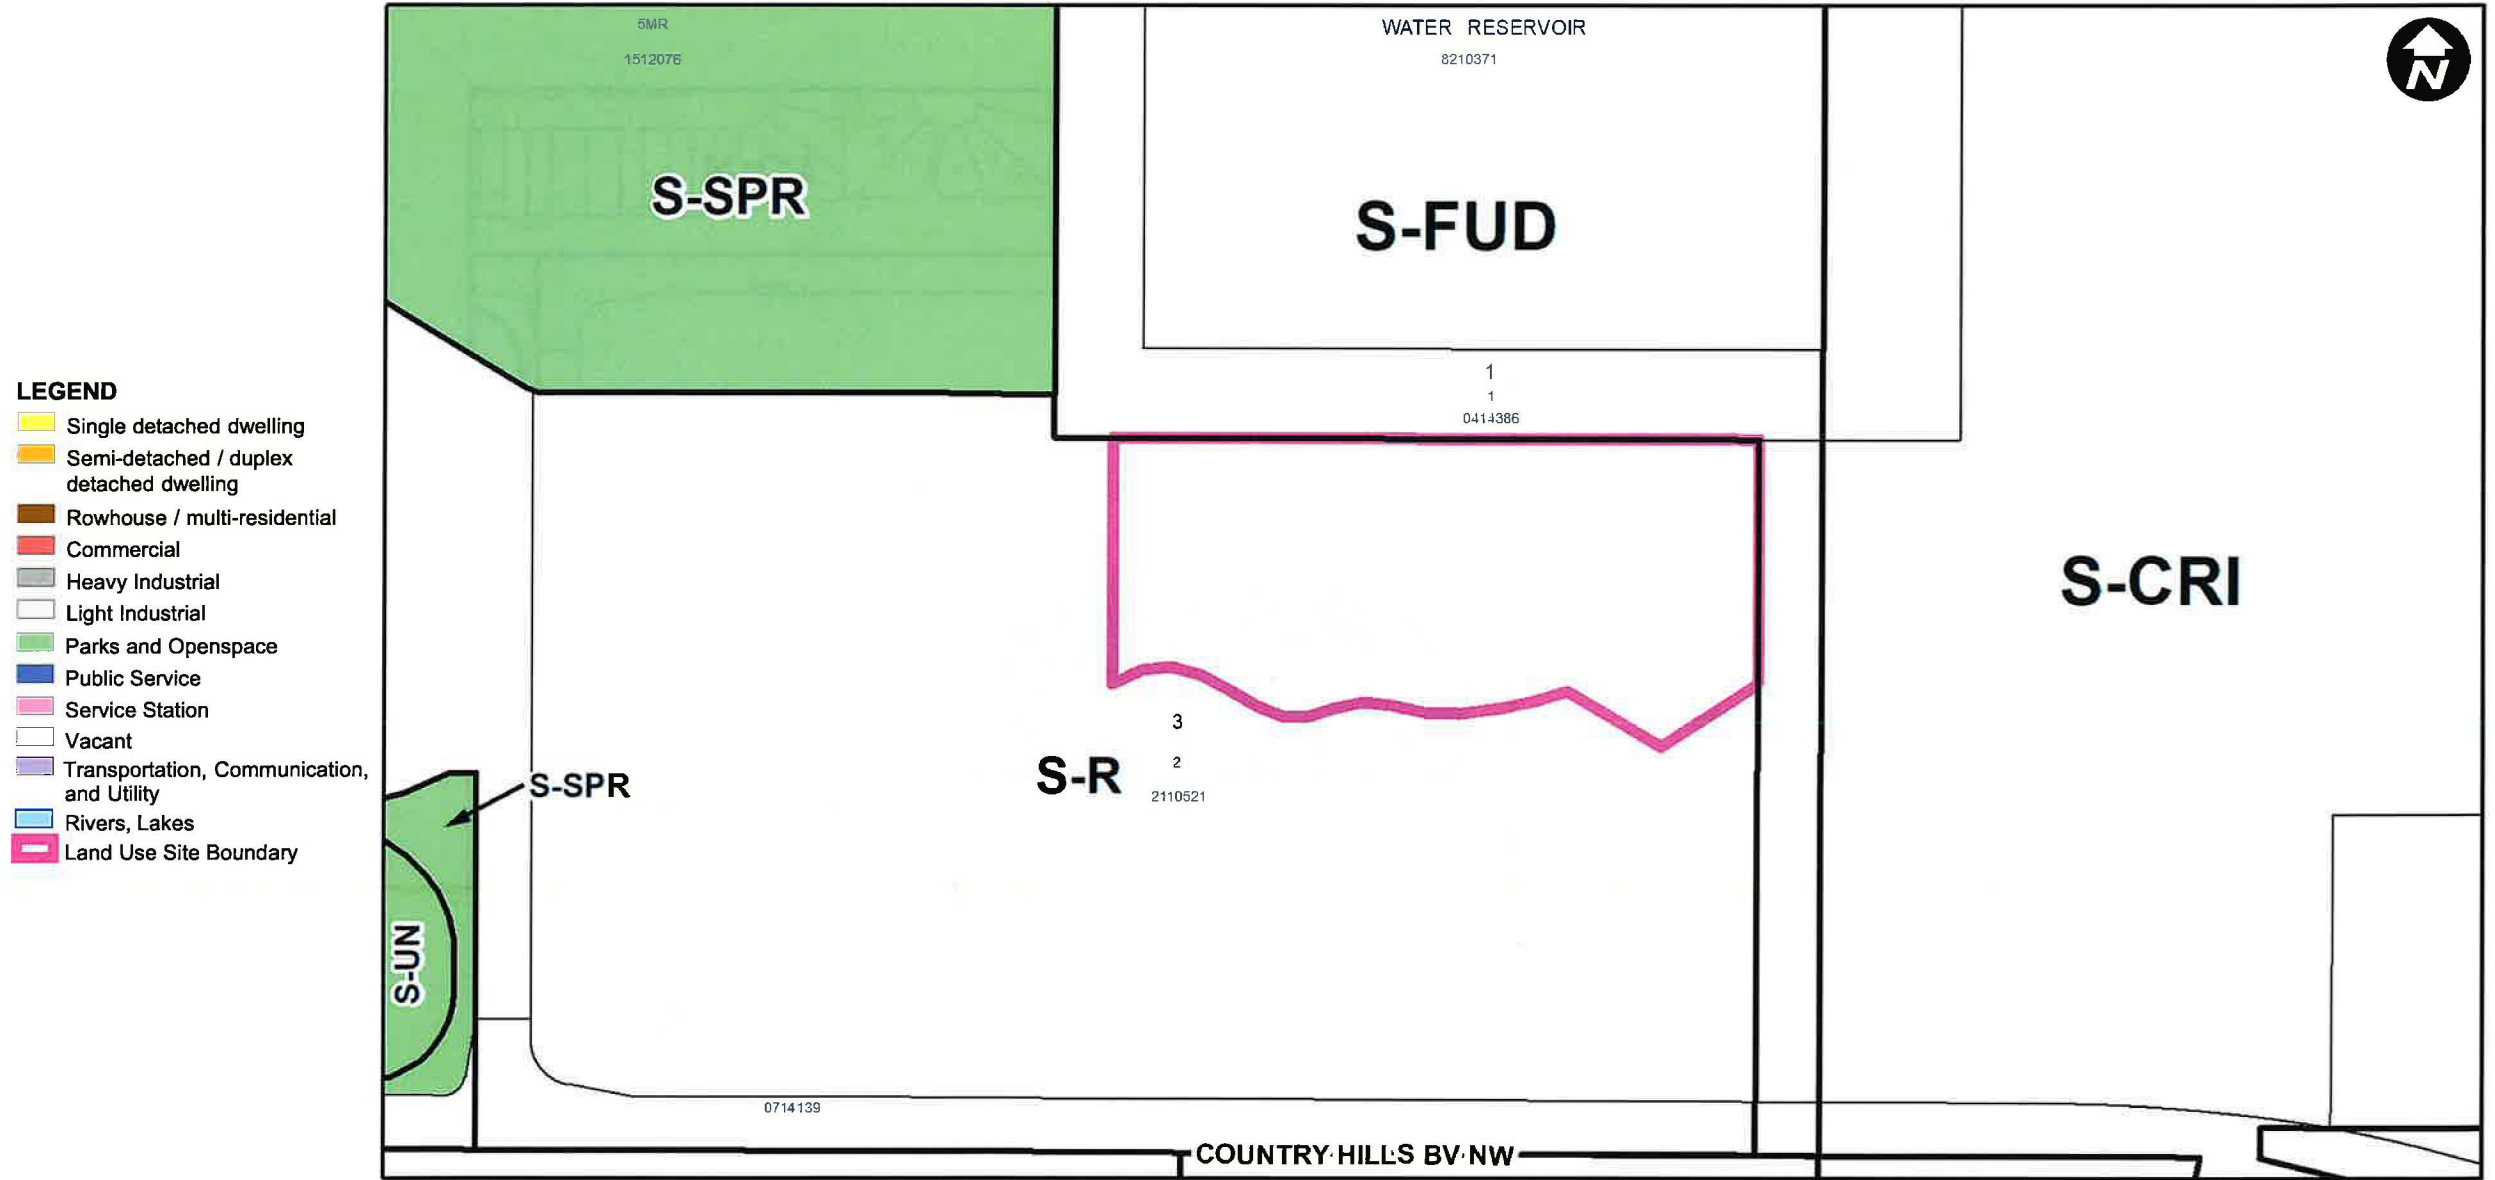 5MR
1512076
WATER RESERVOIR
8210371
N
S-SPR
S-FUD
1
1
0414386
LEGEND
Single detached dwelling
Semi-detached / duplex
detached dwelling
Rowhouse / multi-residential
Commercial
Heavy Industrial
Light Industrial
Parks and Openspace
Public Service
Service Station
Vacant
Transportation, Communication,
and Utility
Rivers, Lakes
Land Use Site Boundary
S-CRI
3
2
S-R
2110521
S-SPR
S-UN
0714139
COUNTRY HILLS BV NW